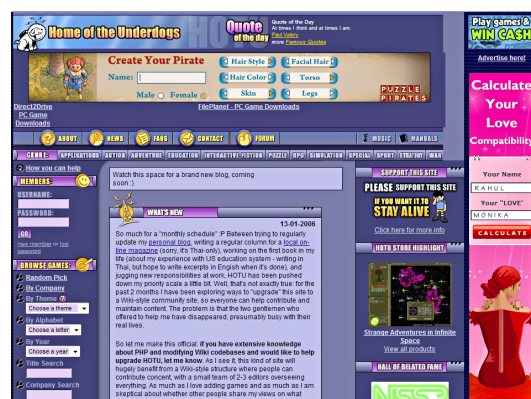 Home of the Underdogs
HOTU
Quote
of the day
Quote of the Day
At times I think and at times I am.
Paul Valery
more Famous Quotes
Play games &
WIN CASH
Advertise here!
Create Your Pirate
Name:
Male
Female
Hair Style
Facial Hair
Hair Color
Torso
Skin
Legs
PUZZLE
PIRATES
Direct2Drive
PC Game
Downloads
FilePlanet - PC Game Downloads
ABOUT
NEWS
FAQS
CONTACT
FORUM
MUSIC
MANUALS
GENRE:
APPLICATIONS
ACTION
ADVENTURE
EDUCATION
INTERACTIVE FICTION
PUZZLE
RPG
SIMULATION
SPECIAL
SPORT
STRATEGY
WAR
How you can help
MEMBERS:
USERNAME:
PASSWORD:
GO
new member or lost
password
BROWSE GAMES:
Random Pick
By Company
By Theme
Choose a theme
By Alphabet
Choose a letter
By Year
Choose a year
Title Search
Company Search
Watch this space for a brand new blog, coming
soon :)
WHAT'S NEW
13-01-2006
So much for a "monthly schedule" :P Between trying to regularly
update my personal blog, writing a regular column for a local on-
line magazine (sorry, it's Thai-only), working on the first book in my
life (about my experience with US education system - writing in
Thai, but hope to write excerpts in English when it's done), and
jugging new responsibilities at work, HOTU has been pushed
down my priority scale a little bit. Well, that's not exactly true: for the
past 2 months I have been exploring ways to "upgrade" this site to
a Wiki-style community site, so everyone can help contribute and
maintain content. The problem is that the two gentlemen who
offered to help me have disappeared, presumably busy with their
real lives.
So let me make this official: if you have extensive knowledge
about PHP and modifying Wiki codebases and would like to help
upgrade HOTU, let me know. As I see it, this kind of site will
hugely benefit from a Wiki-style structure where people can
contribute concent, with a small team of 2-3 editors overseeing
everything. As much as I love adding games and as much as I am
skeptical about whether other people share my views on what
SUPPORT THIS SITE
PLEASE SUPPORT THIS SITE
IF YOU WANT IT TO
STAY ALIVE
Click here for more info
HOTU STORE HIGHLIGHT
Strange Adventures in Infinite
Space
View all products
HALL OF BELATED FAME
Calculate
Your
Love
Compatibility
Your Name
RAHUL
Your "LOVE"
MONIKA
CALCULATE